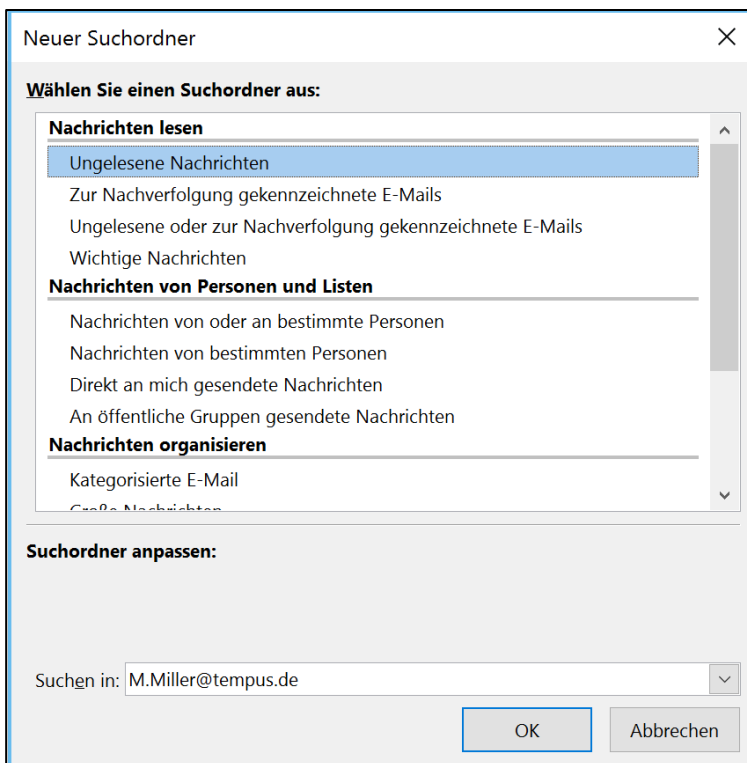 Neuer Suchordner
Wählen Sie einen Suchordner aus:
Nachrichten lesen
Ungelesene Nachrichten
Zur Nachverfolgung gekennzeichnete E-Mails
Ungelesene oder zur Nachverfolgung gekennzeichnete E-Mails
Wichtige Nachrichten
Nachrichten von Personen und Listen
Nachrichten von oder an bestimmte Personen
Nachrichten von bestimmten Personen
Direkt an mich gesendete Nachrichten
An öffentliche Gruppen gesendete Nachrichten
Nachrichten organisieren
Kategorisierte E-Mail
Große Nachrichten
Suchordner anpassen:
Suchen in: M.Miller@tempus.de
OK Abbrechen